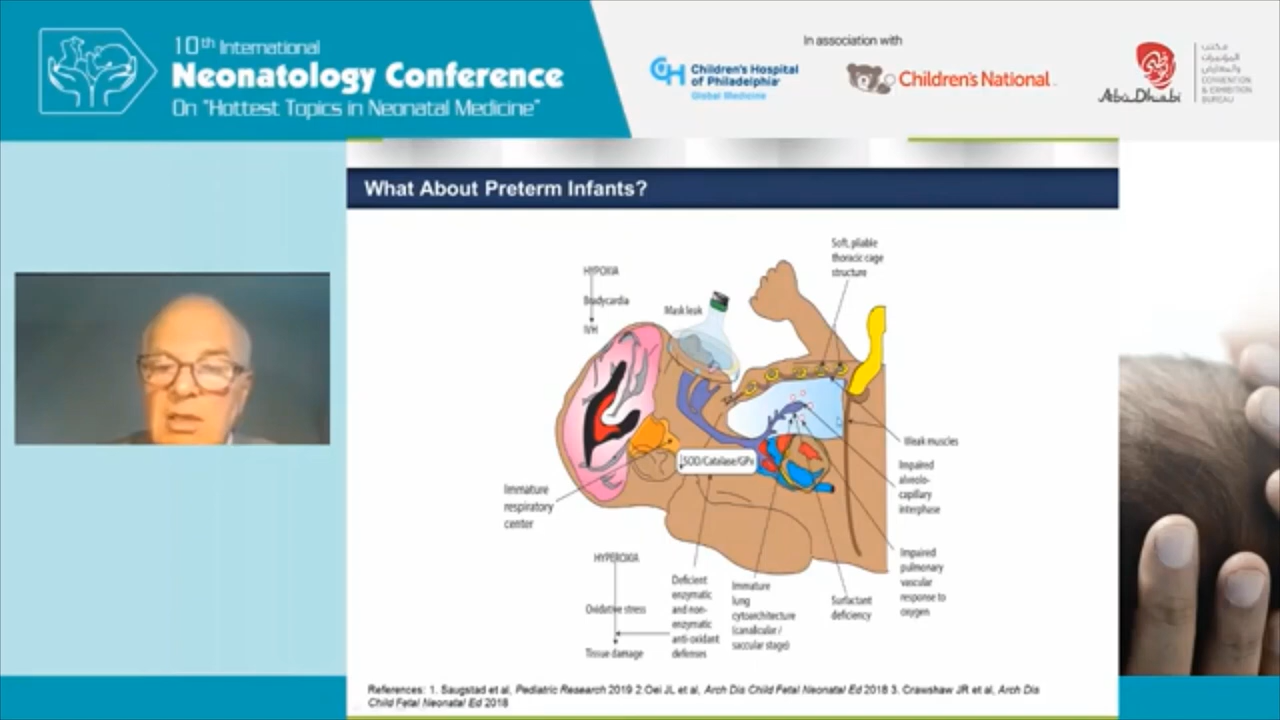 10th International
Neonatology Conference
On "Hottest Topics in Neonatal Medicine"
In association with
CH Children's Hospital
of Philadelphia
Global Medicine
Children's National
Abu Dhabi
مكتب
المؤتمرات
والمعارض
CONVENTION
& EXHIBITION
BUREAU
What About Preterm Infants?
Soft, pliable
thoracic cage
structure
HYPOXIA
Bradycardia
IVH
Mask leak
↓SOD/Catalase/GPx
Weak muscles
Impaired
alveolo-
capillary
interphase
Immature
respiratory
center
HYPEROXIA
Oxidative stress
Tissue damage
Deficient
enzymatic
and non-
enzymatic
anti-oxidant
defenses
Immature
lung
cytoarchitecture
(canalicular /
saccular stage)
Surfactant
deficiency
Impaired
pulmonary
vascular
response to
oxygen
References: 1. Saugstad et al, Pediatric Research 2019 2.Oei JL et al, Arch Dis Child Fetal Neonatal Ed 2018 3. Crawshaw JR et al, Arch Dis
Child Fetal Neonatal Ed 2018